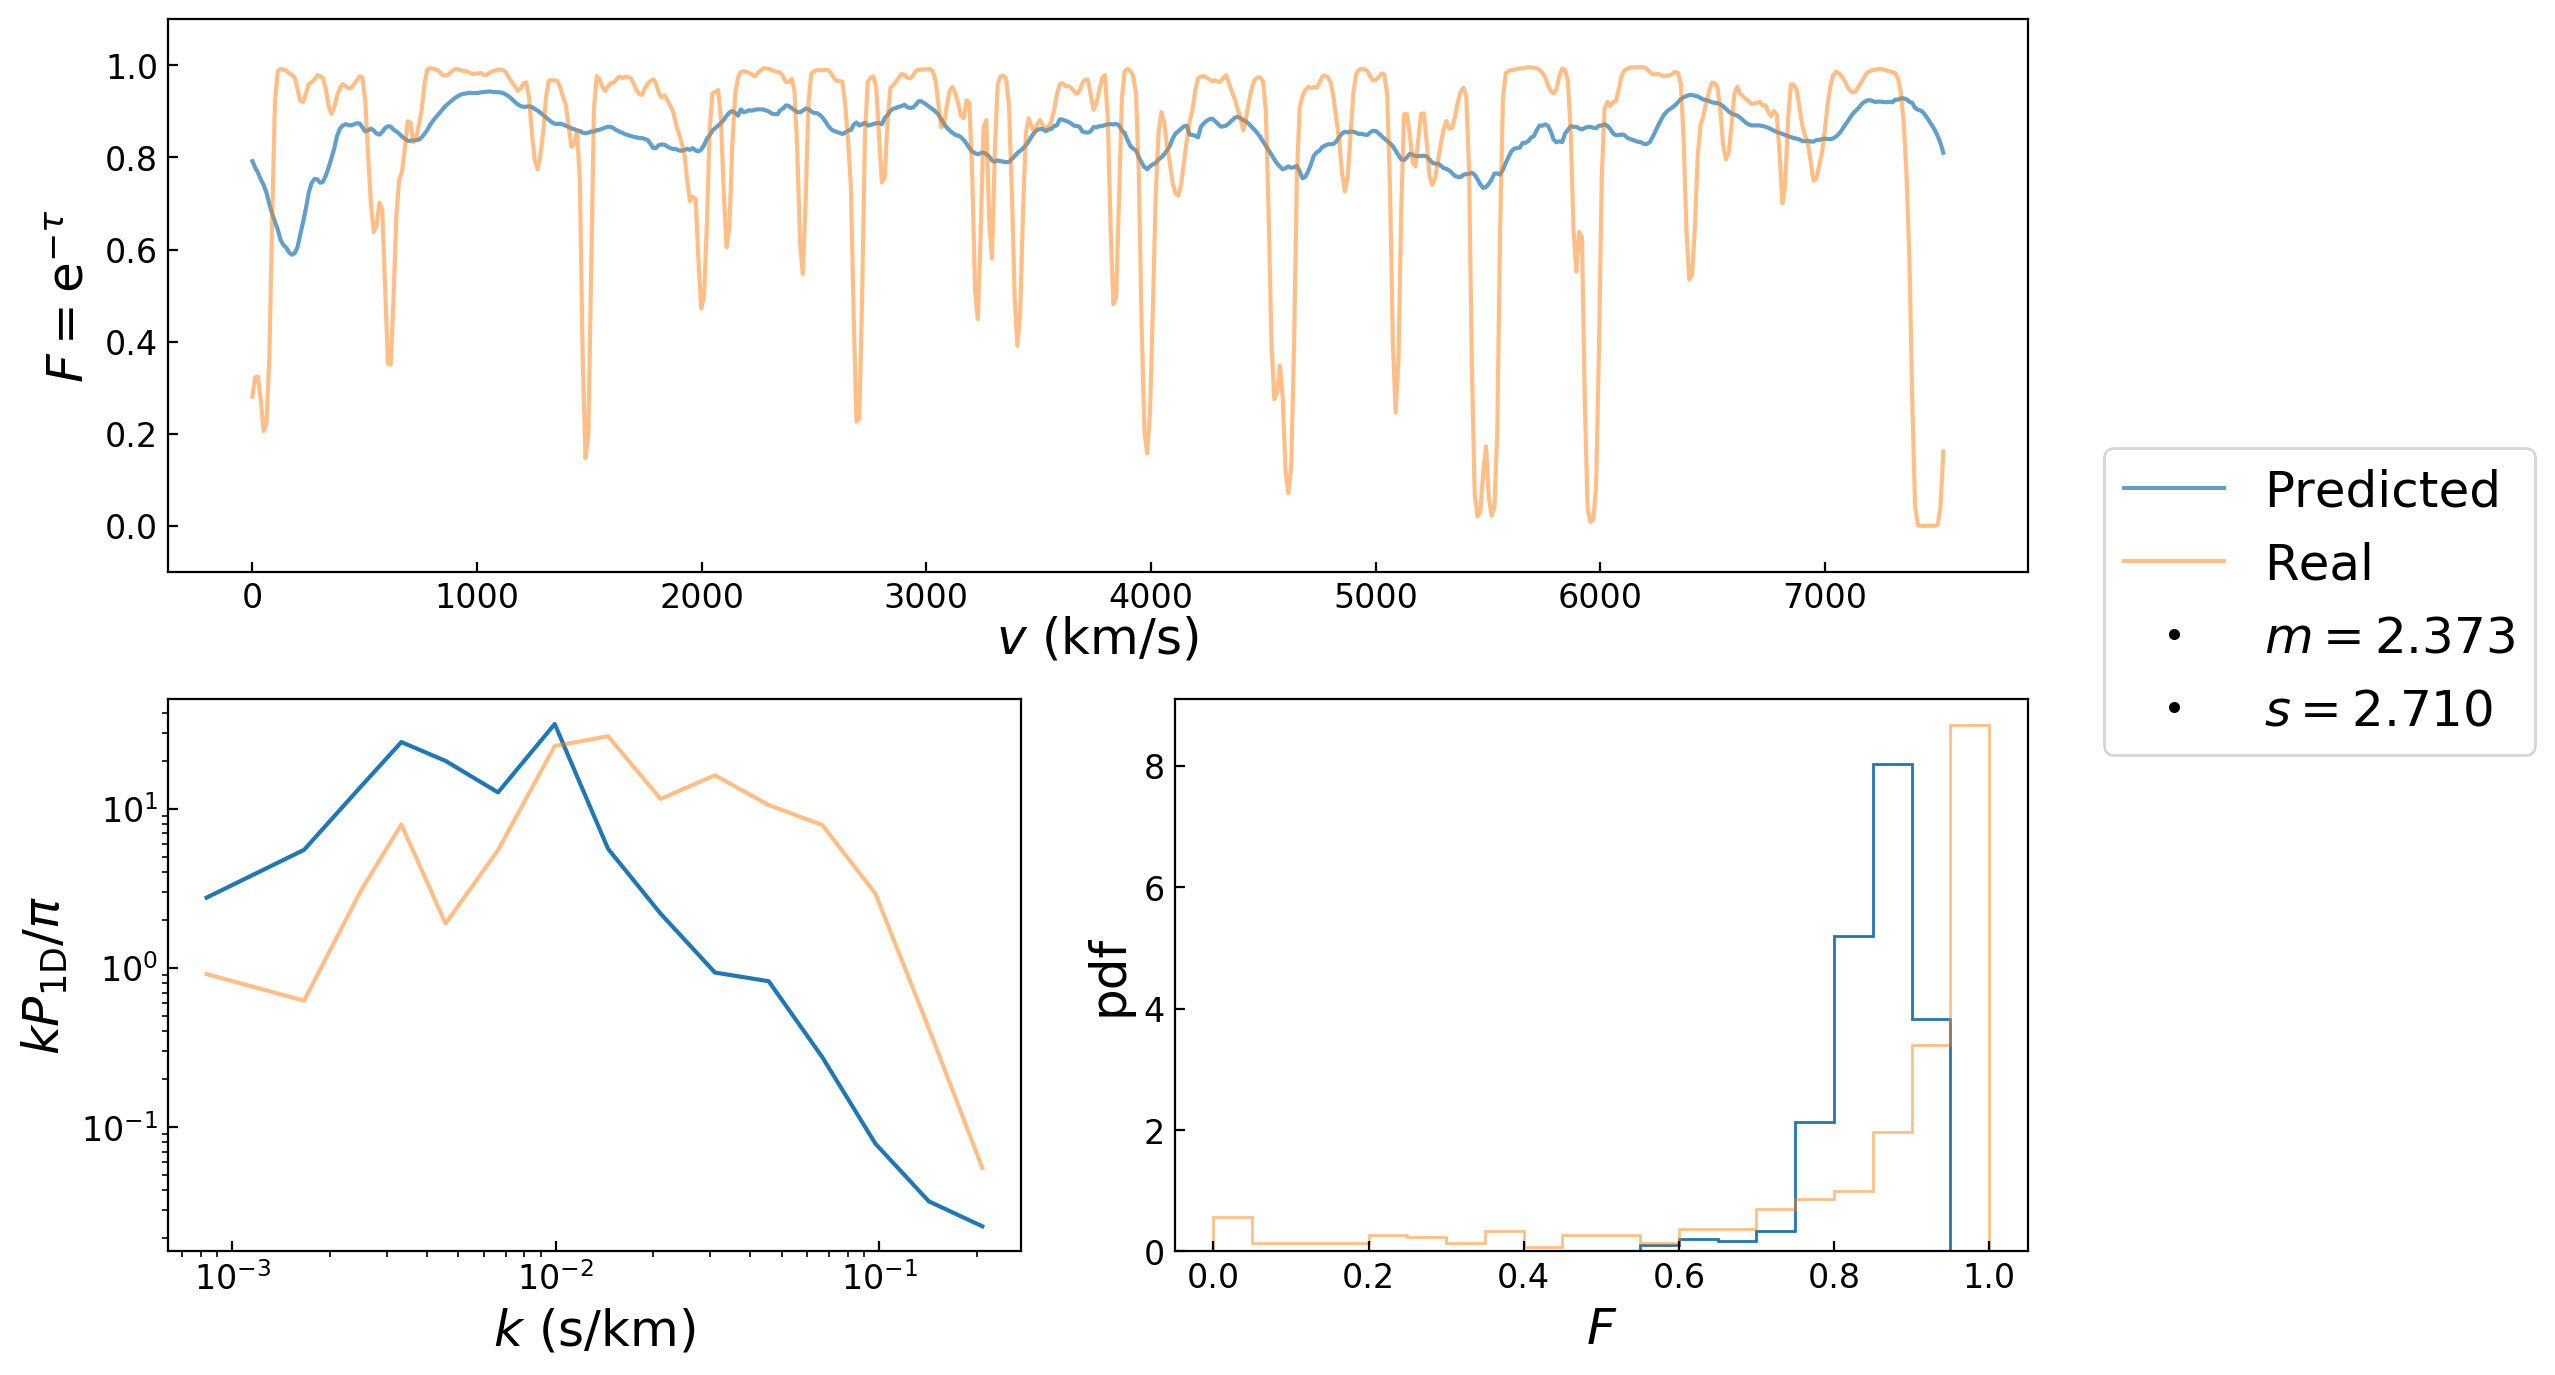 1.0
0.8
0.6
0.4
0.2
0.0
F = e^{−τ}
0 1000 2000 3000 4000 5000 6000 7000
v (km/s)
Predicted
Real
m = 2.373
s = 2.710
10^1
10^0
10^{−1}
kP_{1D}/π
10^{−3} 10^{−2} 10^{−1}
k (s/km)
8
6
4
2
0
pdf
0.0 0.2 0.4 0.6 0.8 1.0
F